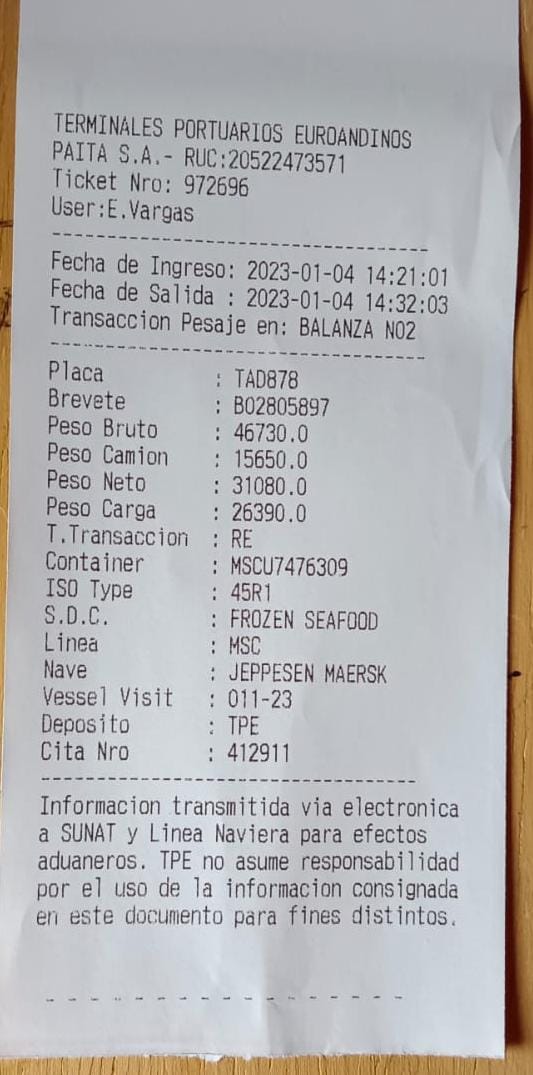 TERMINALES PORTUARIOS EUROANDINOS
PAITA S.A.- RUC:20522473571
Ticket Nro: 972696
User:E.Vargas
Fecha de Ingreso: 2023-01-04 14:21:01
Fecha de Salida : 2023-01-04 14:32:03
Transaccion Pesaje en: BALANZA NO2
Placa : TAD878
Brevete : B02805897
Peso Bruto : 46730.0
Peso Camion : 15650.0
Peso Neto : 31080.0
Peso Carga : 26390.0
T.Transaccion : RE
Container : MSCU7476309
ISO Type : 45R1
S.D.C. : FROZEN SEAFOOD
Linea : MSC
Nave : JEPPESEN MAERSK
Vessel Visit : 011-23
Deposito : TPE
Cita Nro : 412911
Informacion transmitida via electronica
a SUNAT y Linea Naviera para efectos
aduaneros. TPE no asume responsabilidad
por el uso de la informacion consignada
en este documento para fines distintos.